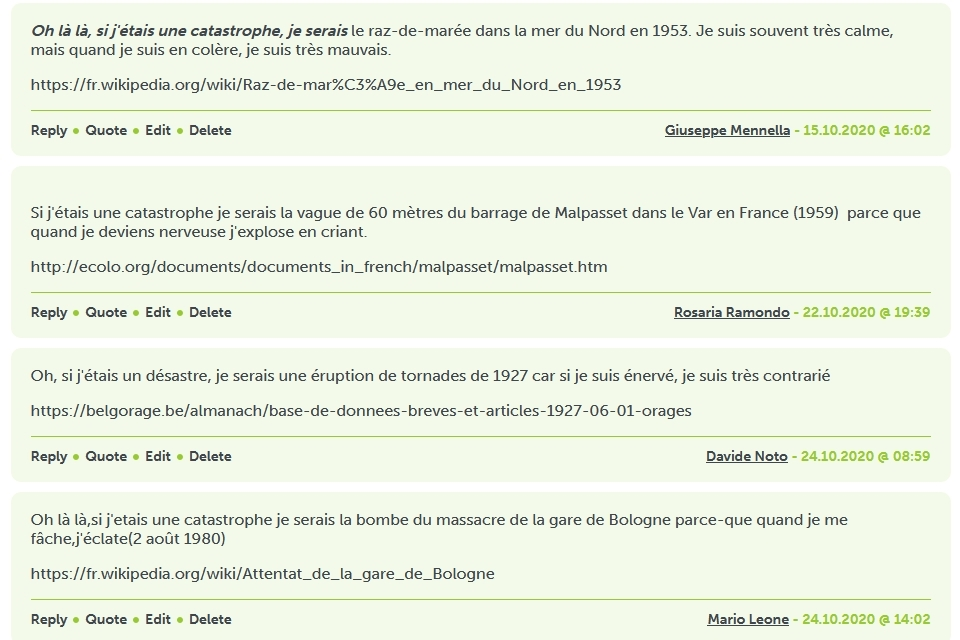 Oh là là, si j'étais une catastrophe, je serais le raz-de-marée dans la mer du Nord en 1953. Je suis souvent très calme,
mais quand je suis en colère, je suis très mauvais.
https://fr.wikipedia.org/wiki/Raz-de-mar%C3%A9e_en_mer_du_Nord_en_1953
Reply • Quote • Edit • Delete Giuseppe Mennella - 15.10.2020 @ 16:02
Si j'étais une catastrophe je serais la vague de 60 mètres du barrage de Malpasset dans le Var en France (1959)  parce que
quand je deviens nerveuse j'explose en criant.
http://ecolo.org/documents/documents_in_french/malpasset/malpasset.htm
Reply • Quote • Edit • Delete Rosaria Ramondo - 22.10.2020 @ 19:39
Oh, si j'étais un désastre, je serais une éruption de tornades de 1927 car si je suis énervé, je suis très contrarié
https://belgorage.be/almanach/base-de-donnees-breves-et-articles-1927-06-01-orages
Reply • Quote • Edit • Delete Davide Noto - 24.10.2020 @ 08:59
Oh là là,si j'etais une catastrophe je serais la bombe du massacre de la gare de Bologne parce-que quand je me
fâche,j'éclate(2 août 1980)
https://fr.wikipedia.org/wiki/Attentat_de_la_gare_de_Bologne
Reply • Quote • Edit • Delete Mario Leone - 24.10.2020 @ 14:02